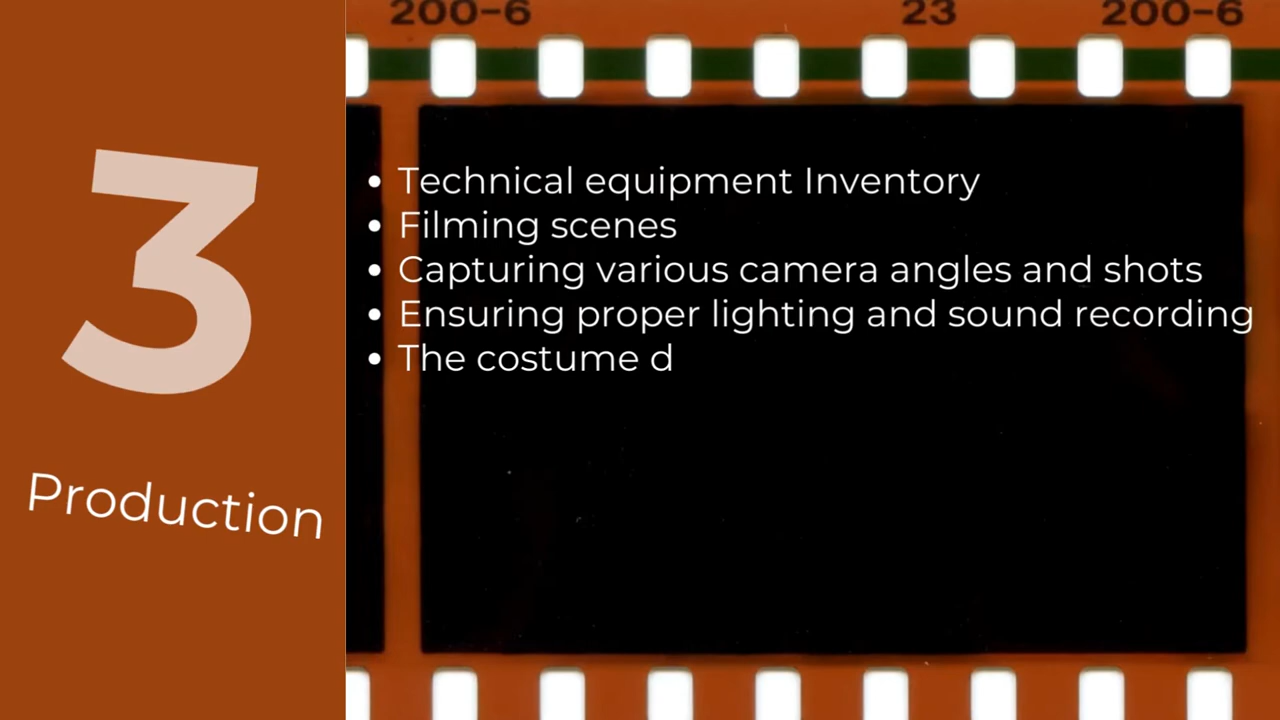 200-6 23 200-6
3
Production
• Technical equipment Inventory
• Filming scenes
• Capturing various camera angles and shots
• Ensuring proper lighting and sound recording
• The costume d